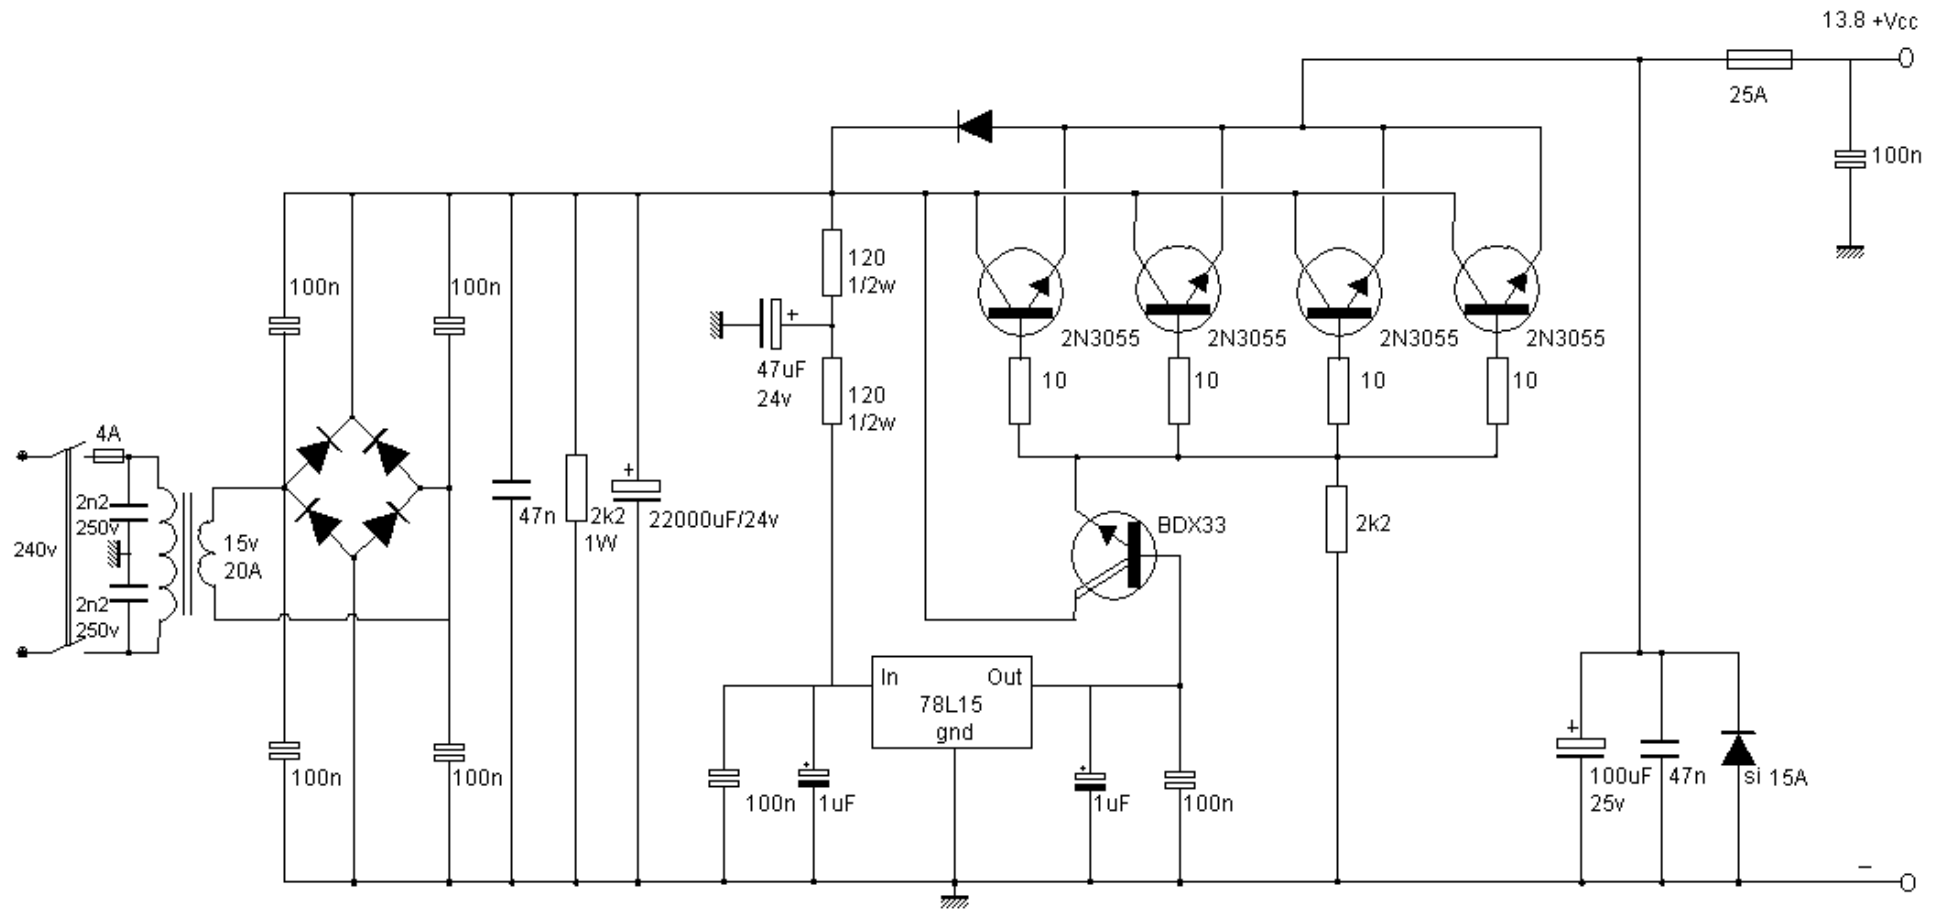 13.8 +Vcc
25A
100n
100n
100n
120
1/2w
+
47uF
24v
120
1/2w
2N3055
2N3055
2N3055
2N3055
10
10
10
10
4A
2n2
250v
240v
2n2
250v
15v
20A
47n
2k2
1W
+
22000uF/24v
BDX33
2k2
In
Out
78L15
gnd
100n
100n
100n
+
1uF
+
1uF
100n
+
100uF
25v
47n
si 15A
–